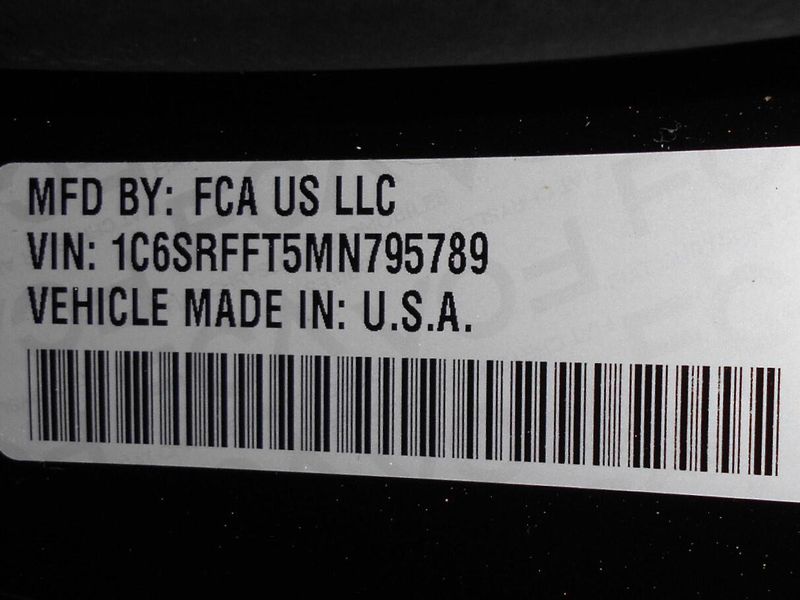 MFD BY: FCA US LLC
VIN: 1C6SRFFT5MN795789
VEHICLE MADE IN: U.S.A.